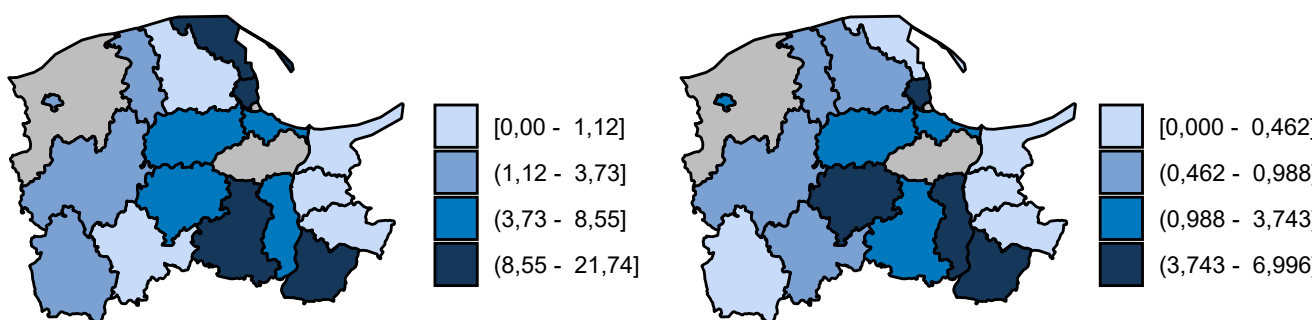 [0,00 - 1,12]
(1,12 - 3,73]
(3,73 - 8,55]
(8,55 - 21,74]
[0,000 - 0,462]
(0,462 - 0,988]
(0,988 - 3,743]
(3,743 - 6,996]